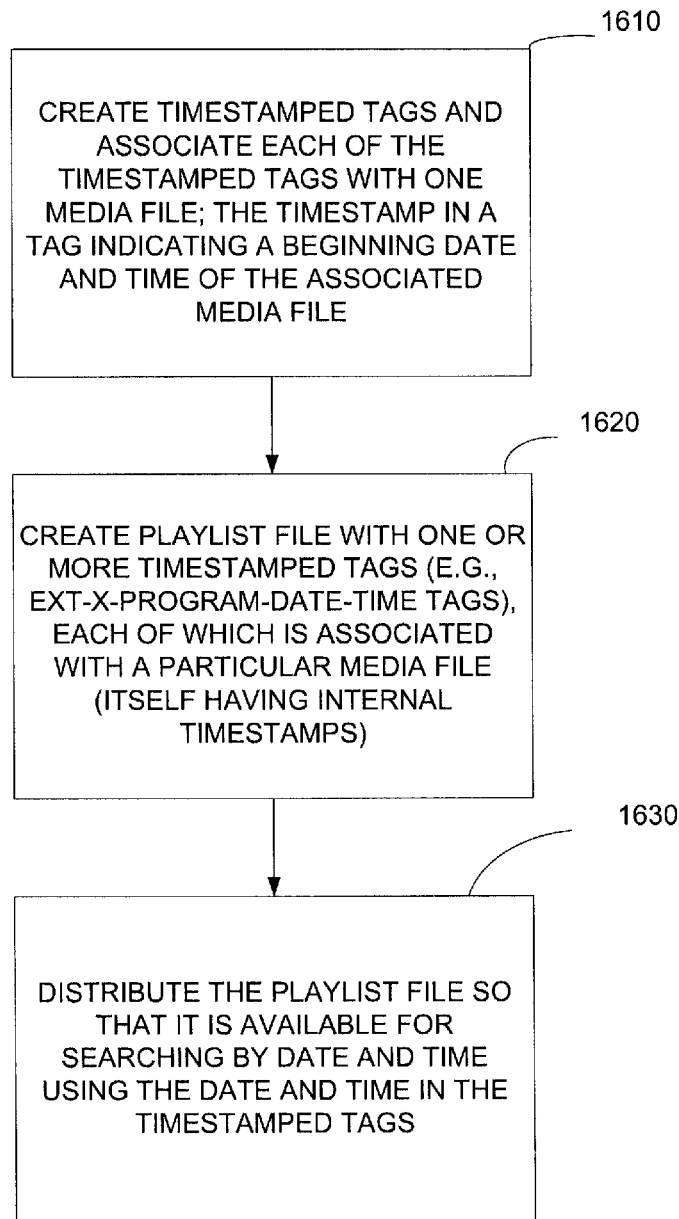 1610
CREATE TIMESTAMPED TAGS AND
ASSOCIATE EACH OF THE
TIMESTAMPED TAGS WITH ONE
MEDIA FILE; THE TIMESTAMP IN A
TAG INDICATING A BEGINNING DATE
AND TIME OF THE ASSOCIATED
MEDIA FILE
1620
CREATE PLAYLIST FILE WITH ONE OR
MORE TIMESTAMPED TAGS (E.G.,
EXT-X-PROGRAM-DATE-TIME TAGS),
EACH OF WHICH IS ASSOCIATED
WITH A PARTICULAR MEDIA FILE
(ITSELF HAVING INTERNAL
TIMESTAMPS)
1630
DISTRIBUTE THE PLAYLIST FILE SO
THAT IT IS AVAILABLE FOR
SEARCHING BY DATE AND TIME
USING THE DATE AND TIME IN THE
TIMESTAMPED TAGS